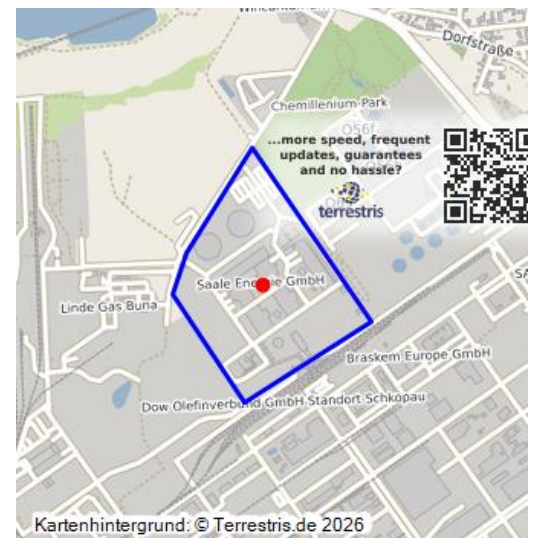 Dorfstraße
Chemillenium-Park
O56f
...more speed, frequent
updates, guarantees
and no hassle?
terrestris
Saale Energie GmbH
Linde Gas Buna
Braskem Europe GmbH
Dow Olefinverbund GmbH Standort Schkopau
Kartenhintergrund: © Terrestris.de 2026